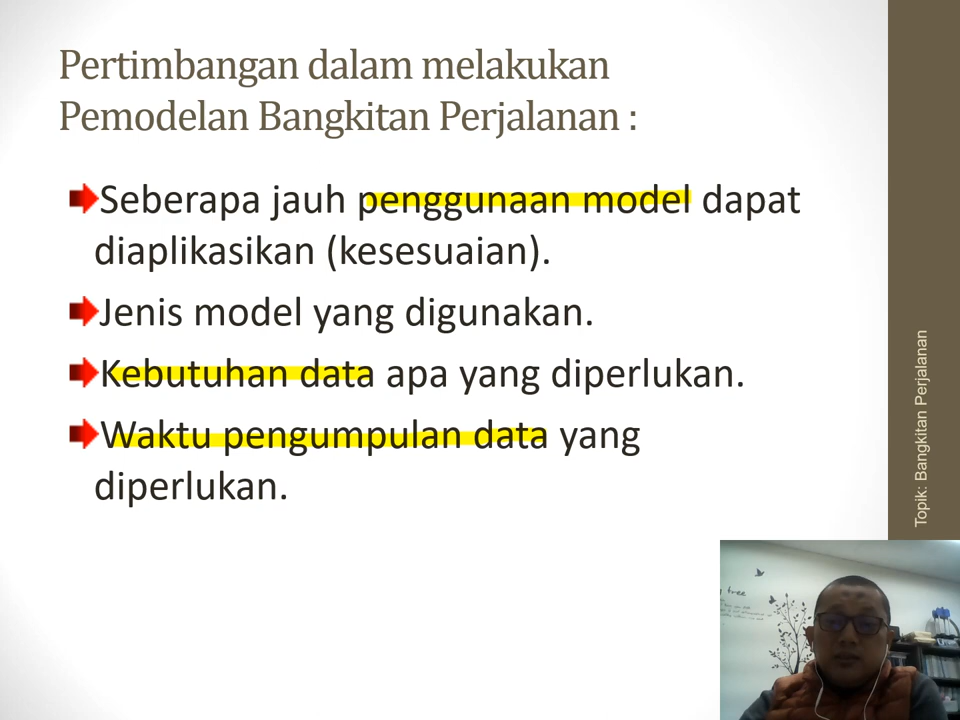 Pertimbangan dalam melakukan
Pemodelan Bangkitan Perjalanan :
Seberapa jauh penggunaan model dapat
diaplikasikan (kesesuaian).
Jenis model yang digunakan.
Kebutuhan data apa yang diperlukan.
Waktu pengumpulan data yang
diperlukan.
Topik: Bangkitan Perjalanan
tree